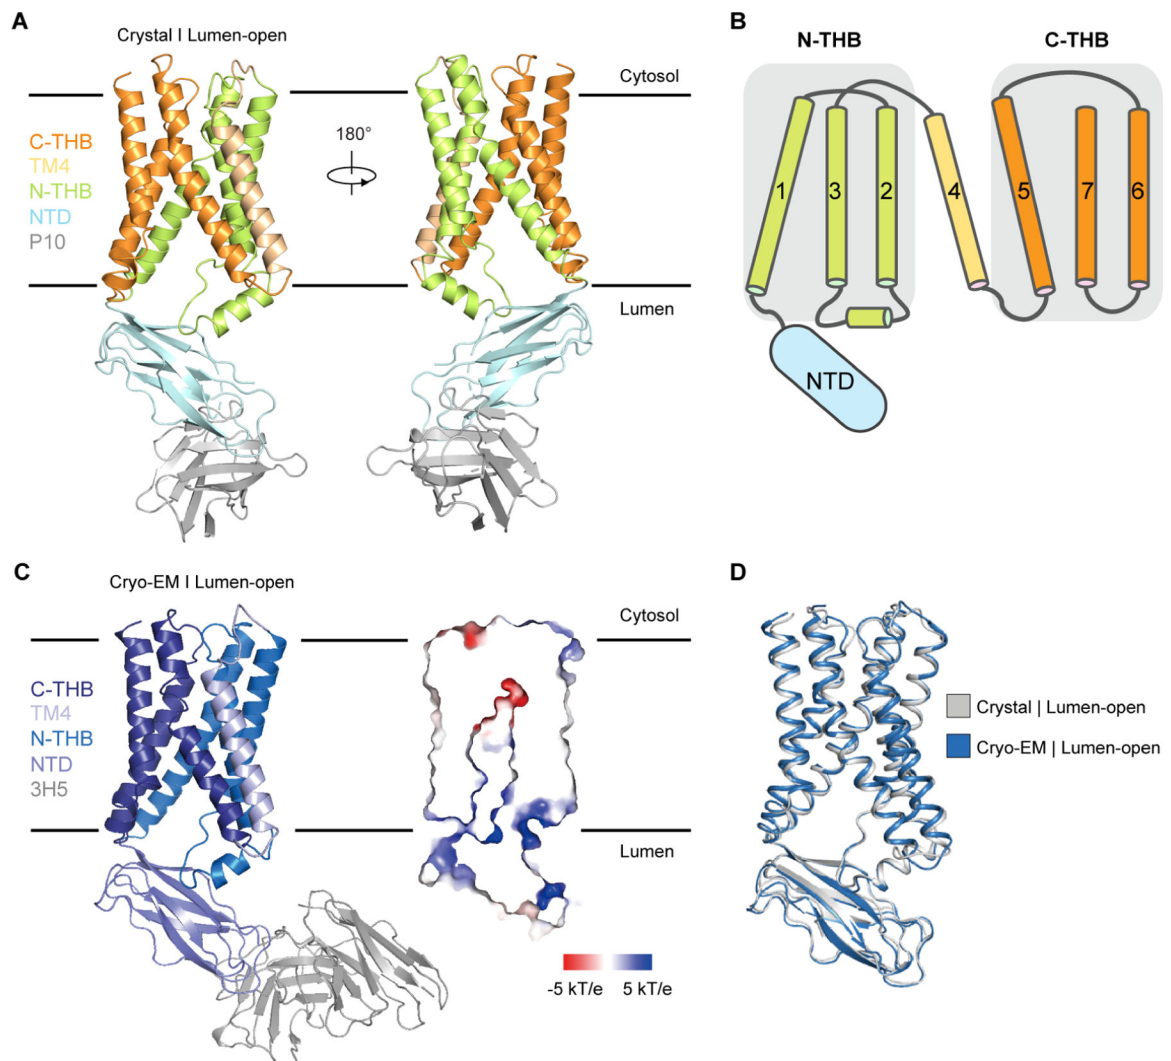 A
Crystal I Lumen-open
Cytosol
C-THB
TM4
N-THB
NTD
P10
180°
Lumen
B
N-THB
C-THB
1
3
2
4
5
7
6
NTD
C
Cryo-EM I Lumen-open
Cytosol
C-THB
TM4
N-THB
NTD
3H5
Lumen
-5 kT/e
5 kT/e
D
Crystal | Lumen-open
Cryo-EM | Lumen-open